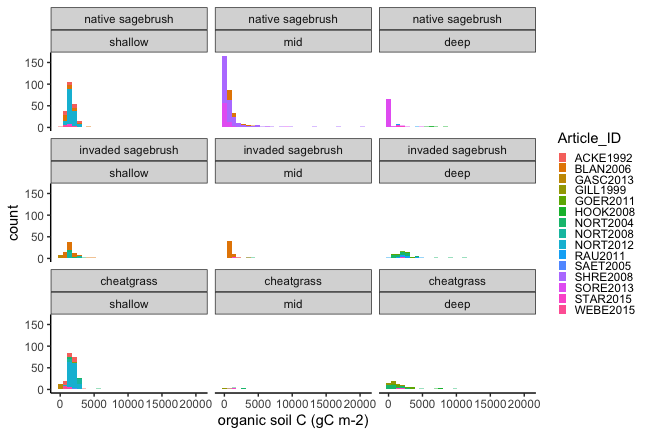 native sagebrush
native sagebrush
native sagebrush
shallow
mid
deep
150
100
50
0
invaded sagebrush
invaded sagebrush
invaded sagebrush
shallow
mid
deep
150
100
50
0
cheatgrass
cheatgrass
cheatgrass
shallow
mid
deep
150
100
50
0
count
0 5000 10000 15000 20000
0 5000 10000 15000 20000
0 5000 10000 15000 20000
organic soil C (gC m-2)
Article_ID
ACKE1992
BLAN2006
GASC2013
GILL1999
GOER2011
HOOK2008
NORT2004
NORT2008
NORT2012
RAU2011
SAET2005
SHRE2008
SORE2013
STAR2015
WEBE2015